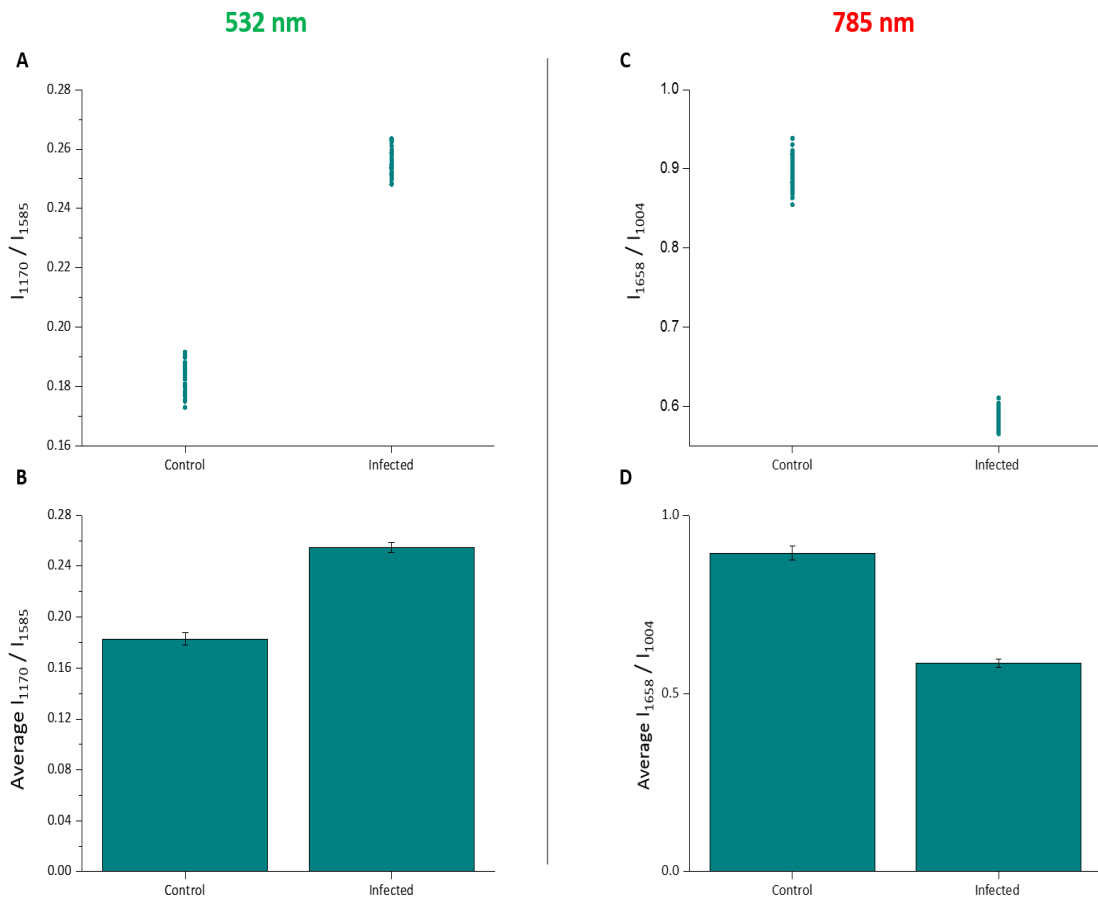 532 nm
785 nm
A
0.28
0.26
0.24
0.22
0.20
0.18
0.16
I1170 / I1585
Control
Infected
B
0.28
0.24
0.20
0.16
0.12
0.08
0.04
0.00
Average I1170 / I1585
Control
Infected
C
1.0
0.9
0.8
0.7
0.6
I1658 / I1004
Control
Infected
D
1.0
0.5
0.0
Average I1658 / I1004
Control
Infected